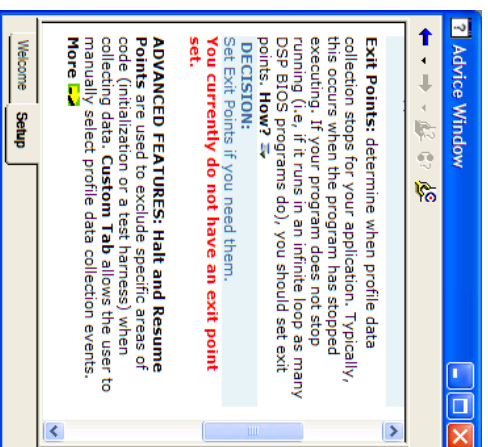 Advice Window
Exit Points: determine when profile data
collection stops for your application. Typically,
this occurs when the program has stopped
executing. If your program does not stop
running (i.e, if it runs in an infinite loop as many
DSP BIOS programs do), you should set exit
points. How?
DECISION:
Set Exit Points if you need them.
You currently do not have an exit point
set.
ADVANCED FEATURES: Halt and Resume
Points are used to exclude specific areas of
code (initialization or a test harness) when
collecting data. Custom Tab allows the user to
manually select profile data collection events.
More
Welcome
Setup